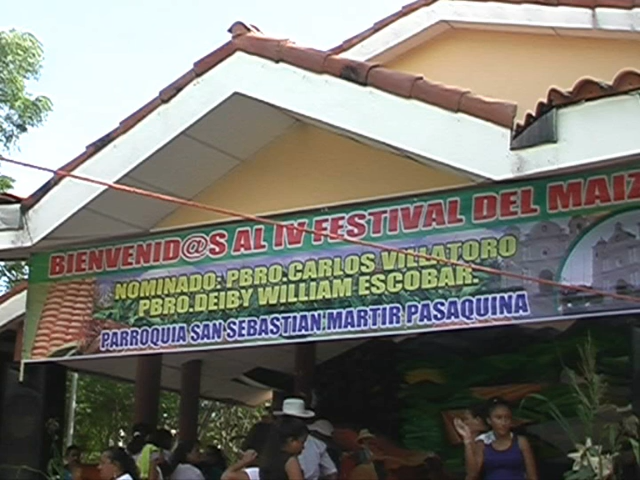 BIENVENID@S AL IV FESTIVAL DEL MAIZ
NOMINADO: PBRO.CARLOS VILLATORO
PBRO.DEIBY WILLIAM ESCOBAR.
PARROQUIA SAN SEBASTIAN MARTIR PASAQUINA